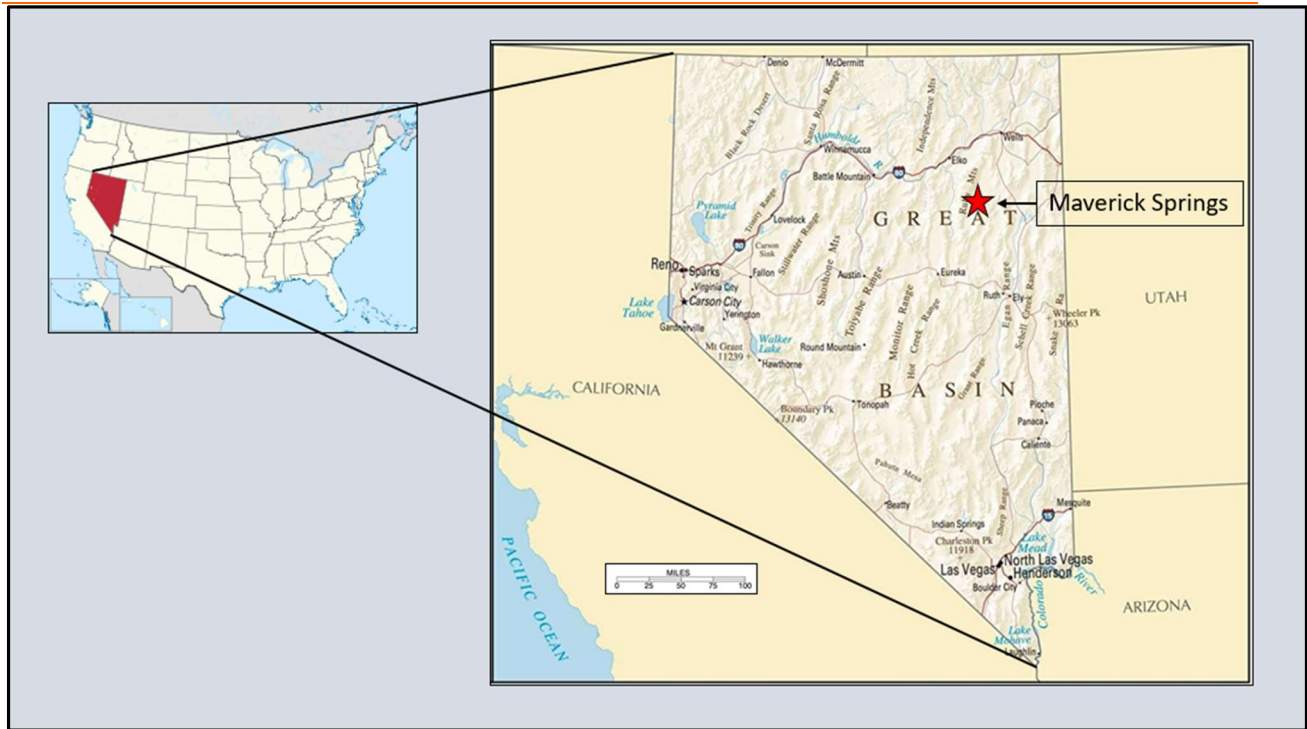 Denio
McDermitt
Black Rock Desert
Santa Rosa Range
Independence Mts
Humboldt
R
Winnamucca
Wells
Elko
80
Battle Mountain
Mts
Maverick Springs
GREAT
Pyramid
Lake
Trinity Range
Lovelock
80
Carson
Sink
Stillwater Range
Shoshone Mts
Reno
Sparks
Fallon
Austin
Eureka
Virginia City
Carson City
Lake
Tahoe
Yerington
Gardnerville
Toiyabe Range
Monitor Range
Hot Creek Range
Ruth
Ely
Egan Range
Schell Creek Range
Snake Ra
Wheeler Pk
13063
UTAH
Walker
Lake
Mt Grant
11239
Hawthorne
Round Mountain
Grant Range
CALIFORNIA
BASIN
Boundary Pk
13140
Tonopah
Pioche
Panaca
Caliente
Pahute Mesa
Beatty
Mesquite
15
Indian Springs
Sheep Range
Charleston Pk
11918
Lake
Mead
North Las Vegas
Las Vegas
Henderson
Boulder City
Colorado
River
ARIZONA
PACIFIC OCEAN
MILES
0 25 50 75 100
Lake
Mohave
Laughlin